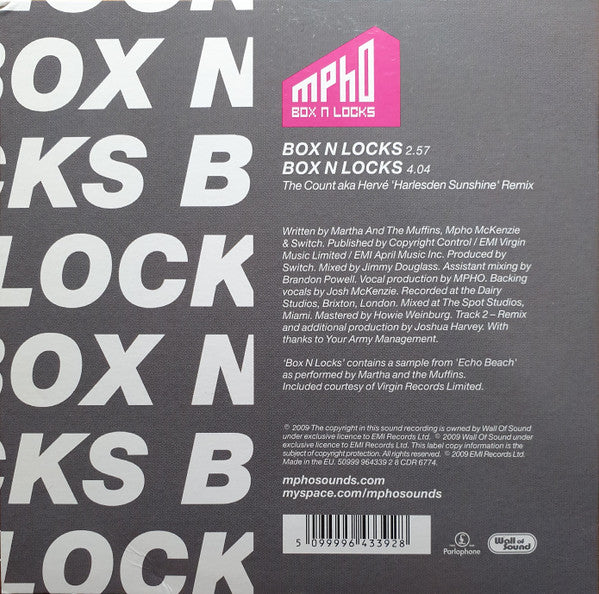 LOCK
BOX N
CKS B
LOCK
BOX N
CKS B
LOCK
mpho
BOX N LOCKS
BOX N LOCKS 2.57
BOX N LOCKS 4.04
The Count aka Hervé 'Harlesden Sunshine' Remix
Written by Martha And The Muffins, Mpho McKenzie
& Switch. Published by Copyright Control / EMI Virgin
Music Limited / EMI April Music Inc. Produced by
Switch. Mixed by Jimmy Douglass. Assistant mixing by
Brandon Powell. Vocal production by MPHO. Backing
vocals by Josh McKenzie. Recorded at the Dairy
Studios, Brixton, London. Mixed at The Spot Studios,
Miami. Mastered by Howie Weinburg. Track 2 – Remix
and additional production by Joshua Harvey. With
thanks to Your Army Management.
'Box N Locks' contains a sample from 'Echo Beach'
as performed by Martha and the Muffins.
Included courtesy of Virgin Records Limited.
℗ 2009 The copyright in this sound recording is owned by Wall Of Sound
under exclusive licence to EMI Records Ltd. © 2009 Wall Of Sound under
exclusive licence to EMI Records Ltd. This label copy information is the
subject of copyright protection. All rights reserved. © 2009 EMI Records Ltd.
Made in the EU. 50999 964339 2 8 CDR 6774.
mphosounds.com
myspace.com/mphosounds
5 099996 433928
Parlophone
Wall of Sound